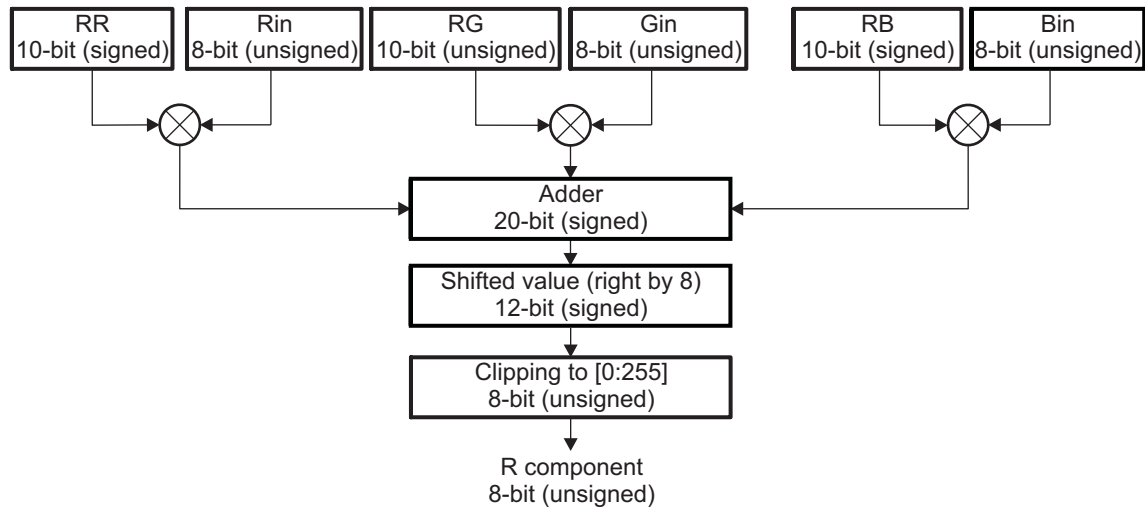 RR
10-bit (signed)
Rin
8-bit (unsigned)
RG
10-bit (unsigned)
Gin
8-bit (unsigned)
RB
10-bit (signed)
Bin
8-bit (unsigned)
Adder
20-bit (signed)
Shifted value (right by 8)
12-bit (signed)
Clipping to [0:255]
8-bit (unsigned)
R component
8-bit (unsigned)